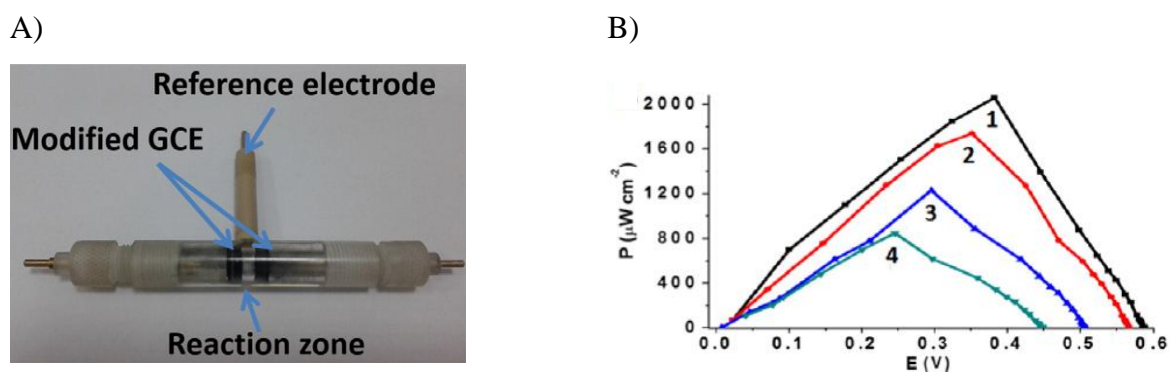 A)
B)
Reference electrode
Modified GCE
Reaction zone
P (μW cm⁻²)
2000
1600
1200
800
400
0
1
2
3
4
0.0 0.1 0.2 0.3 0.4 0.5 0.6
E (V)